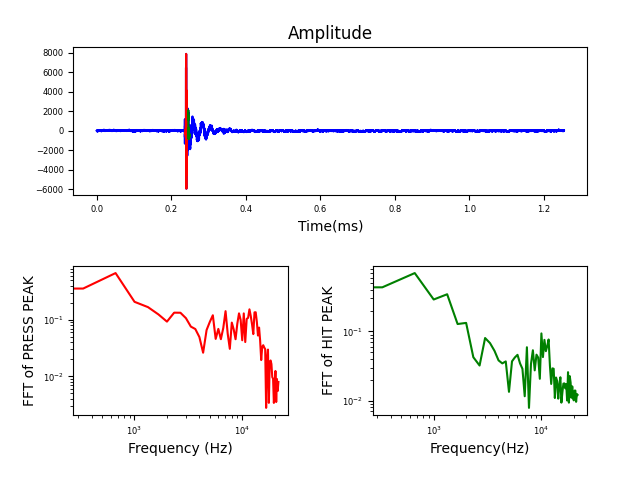 Amplitude
8000
6000
4000
2000
0
−2000
−4000
−6000
0.0 0.2 0.4 0.6 0.8 1.0 1.2
Time(ms)
FFT of PRESS PEAK
10⁻¹
10⁻²
10³ 10⁴
Frequency (Hz)
FFT of HIT PEAK
10⁻¹
10⁻²
10³ 10⁴
Frequency(Hz)